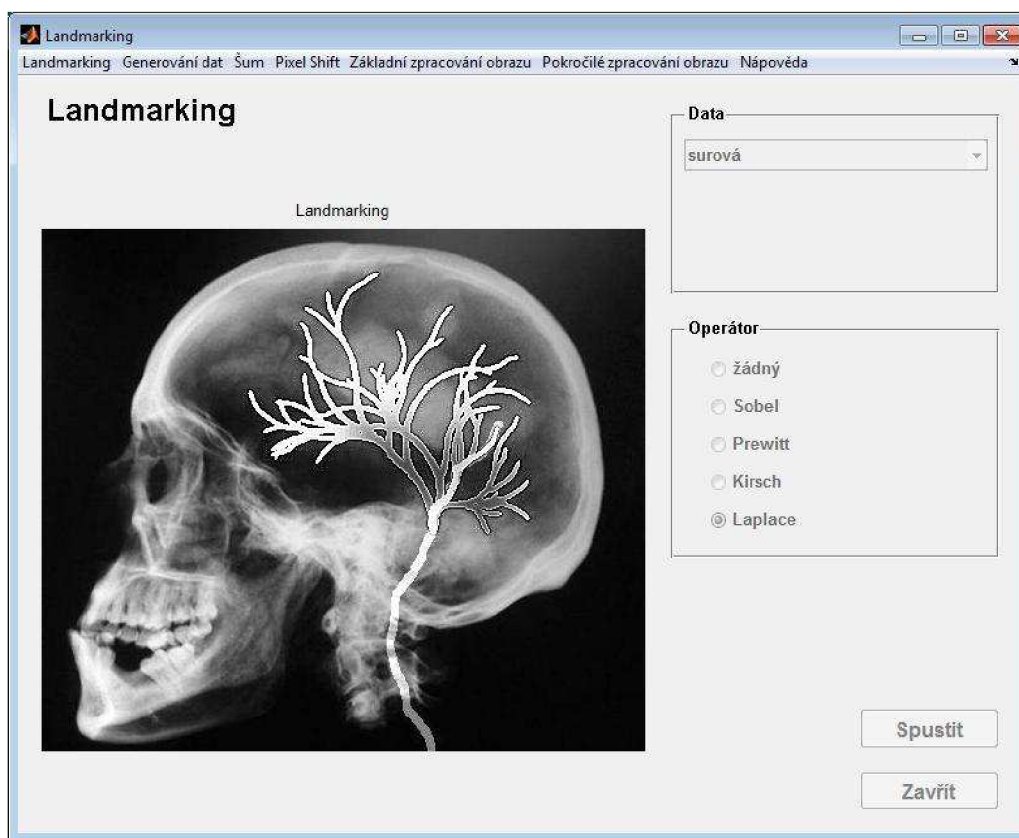 Landmarking
Landmarking Generování dat Šum Pixel Shift Základní zpracování obrazu Pokročilé zpracování obrazu Nápověda
Landmarking
Landmarking
Data
surová
Operátor
žádný
Sobel
Prewitt
Kirsch
Laplace
Spustit
Zavřít